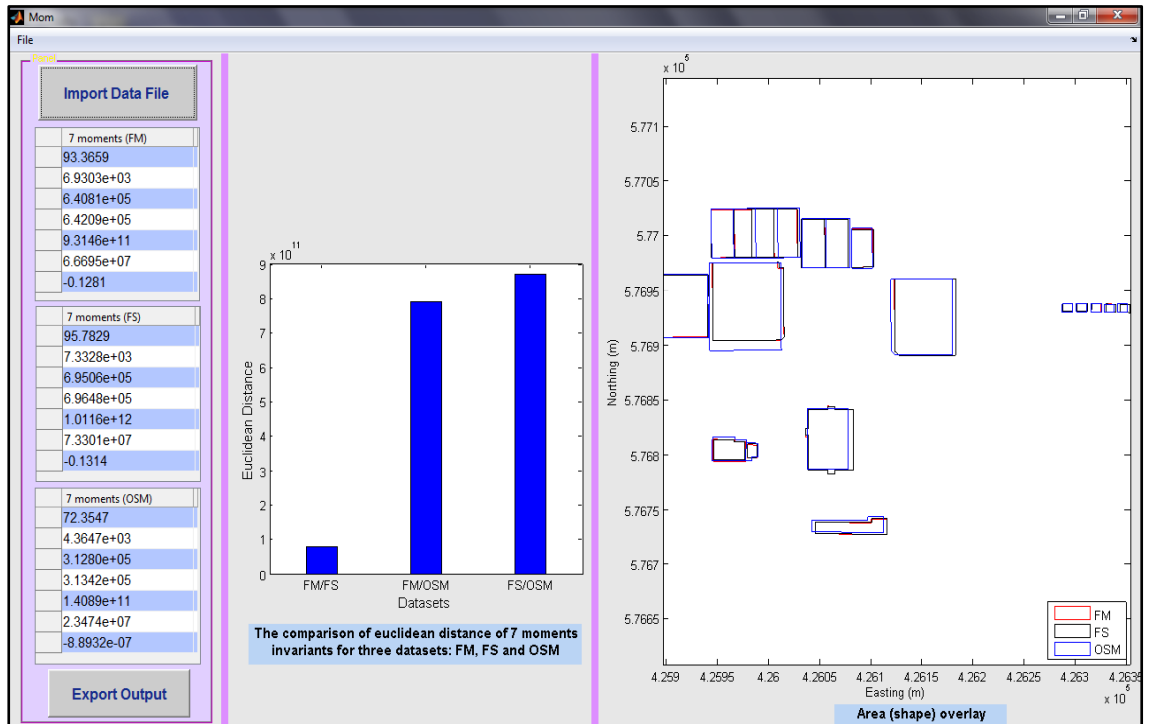 Mom
File
Import Data File
7 moments (FM)
93.3659
6.9303e+03
6.4081e+05
6.4209e+05
9.3146e+11
6.6695e+07
-0.1281
7 moments (FS)
95.7829
7.3328e+03
6.9506e+05
6.9648e+05
1.0116e+12
7.3301e+07
-0.1314
7 moments (OSM)
72.3547
4.3647e+03
3.1280e+05
3.1342e+05
1.4089e+11
2.3474e+07
-8.8932e-07
Export Output
x 10 11
9
8
7
6
5
4
3
2
1
0
Euclidean Distance
FM/FS FM/OSM FS/OSM
Datasets
The comparison of euclidean distance of 7 moments
invariants for three datasets: FM, FS and OSM
x 10 5
5.771
5.7705
5.77
5.7695
5.769
5.7685
5.768
5.7675
5.767
5.7665
Northing (m)
FM
FS
OSM
4.259 4.2595 4.26 4.2605 4.261 4.2615 4.262 4.2625 4.263 4.2635
Easting (m)
x 10 5
Area (shape) overlay